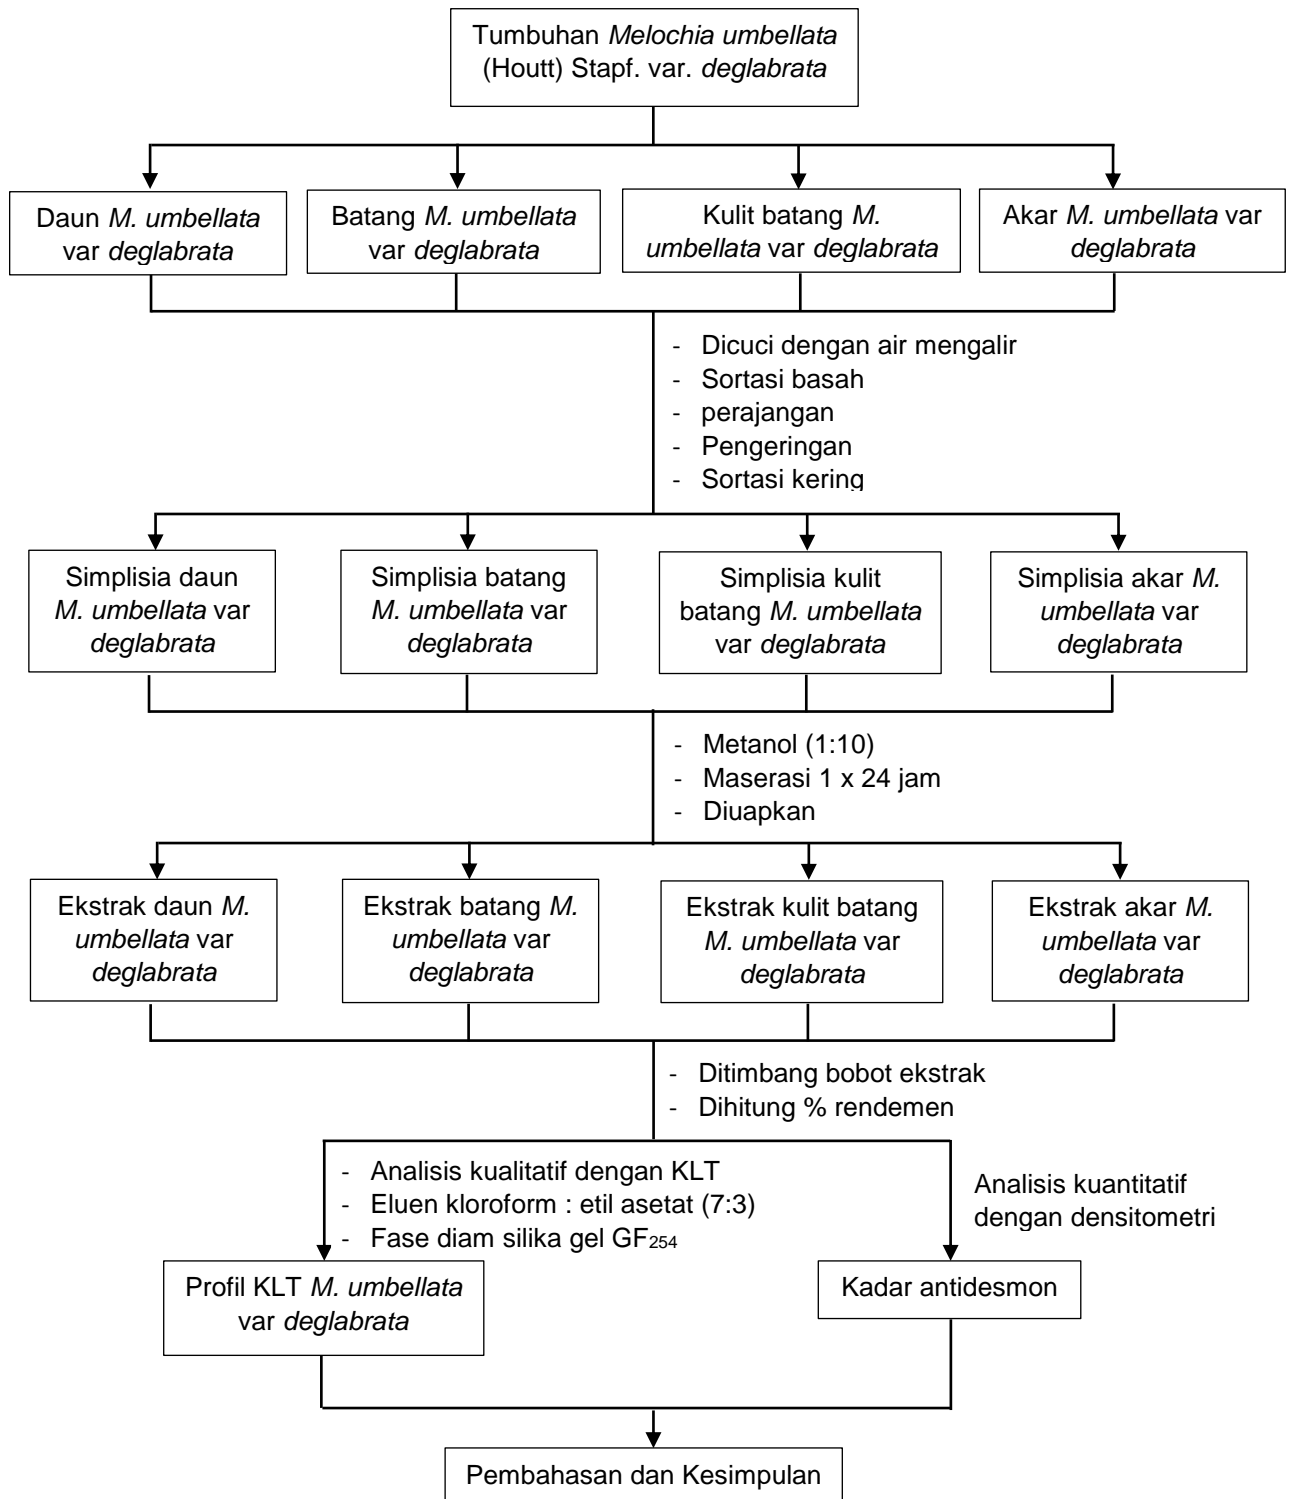 Tumbuhan Melochia umbellata
(Houtt) Stapf. var. deglabrata
Daun M. umbellata
var deglabrata
Batang M. umbellata
var deglabrata
Kulit batang M.
umbellata var deglabrata
Akar M. umbellata var
deglabrata
- Dicuci dengan air mengalir
- Sortasi basah
- perajangan
- Pengeringan
- Sortasi kering
Simplisia daun
M. umbellata var
deglabrata
Simplisia batang
M. umbellata var
deglabrata
Simplisia kulit
batang M. umbellata
var deglabrata
Simplisia akar M.
umbellata var
deglabrata
- Metanol (1:10)
- Maserasi 1 x 24 jam
- Diuapkan
Ekstrak daun M.
umbellata var
deglabrata
Ekstrak batang M.
umbellata var
deglabrata
Ekstrak kulit batang
M. umbellata var
deglabrata
Ekstrak akar M.
umbellata var
deglabrata
- Ditimbang bobot ekstrak
- Dihitung % rendemen
- Analisis kualitatif dengan KLT
- Eluen kloroform : etil asetat (7:3)
- Fase diam silika gel GF254
Analisis kuantitatif
dengan densitometri
Profil KLT M. umbellata
var deglabrata
Kadar antidesmon
Pembahasan dan Kesimpulan